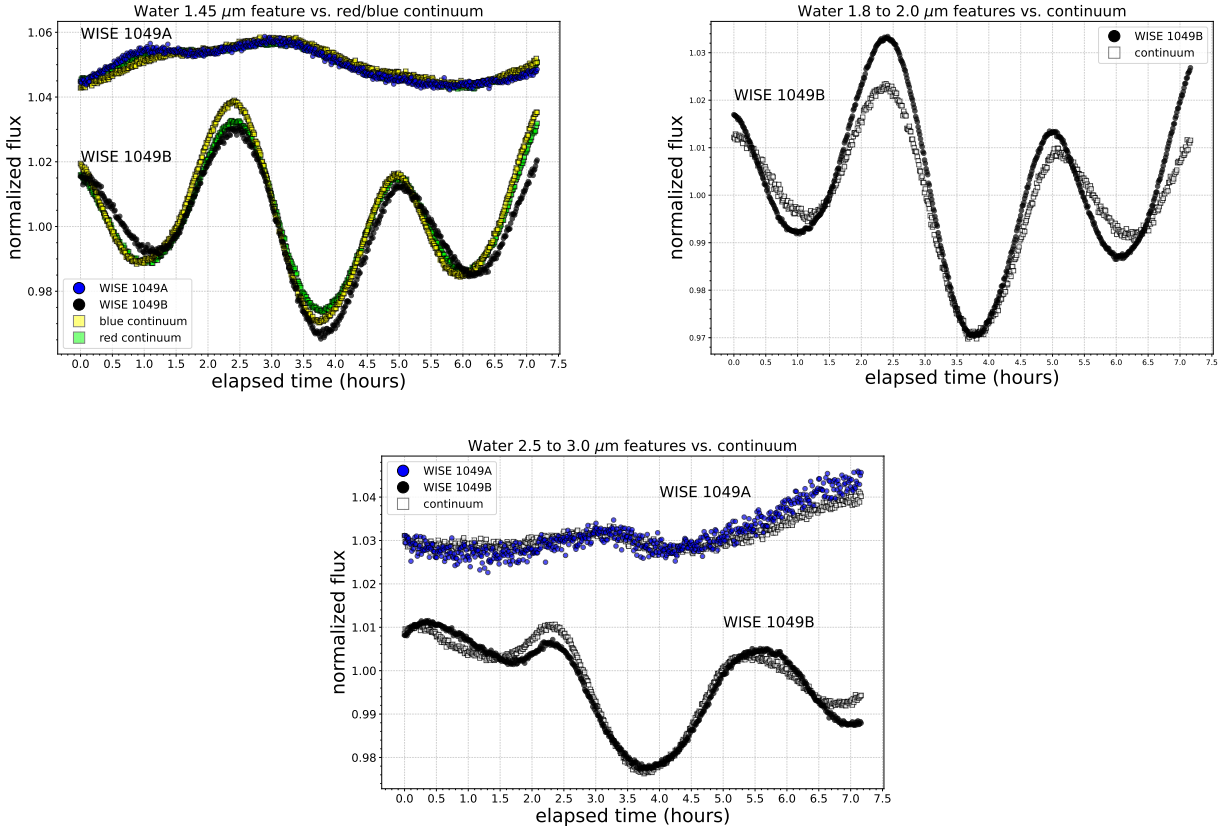 Water 1.45 μm feature vs. red/blue continuum
normalized flux
1.06
1.04
1.02
1.00
0.98
WISE 1049A
WISE 1049B
WISE 1049A
WISE 1049B
blue continuum
red continuum
0.0 0.5 1.0 1.5 2.0 2.5 3.0 3.5 4.0 4.5 5.0 5.5 6.0 6.5 7.0 7.5
elapsed time (hours)
Water 1.8 to 2.0 μm features vs. continuum
normalized flux
1.03
1.02
1.01
1.00
0.99
0.98
0.97
WISE 1049B
continuum
WISE 1049B
0.0 0.5 1.0 1.5 2.0 2.5 3.0 3.5 4.0 4.5 5.0 5.5 6.0 6.5 7.0 7.5
elapsed time (hours)
Water 2.5 to 3.0 μm features vs. continuum
normalized flux
1.04
1.03
1.02
1.01
1.00
0.99
0.98
WISE 1049A
WISE 1049B
continuum
WISE 1049A
WISE 1049B
0.0 0.5 1.0 1.5 2.0 2.5 3.0 3.5 4.0 4.5 5.0 5.5 6.0 6.5 7.0 7.5
elapsed time (hours)